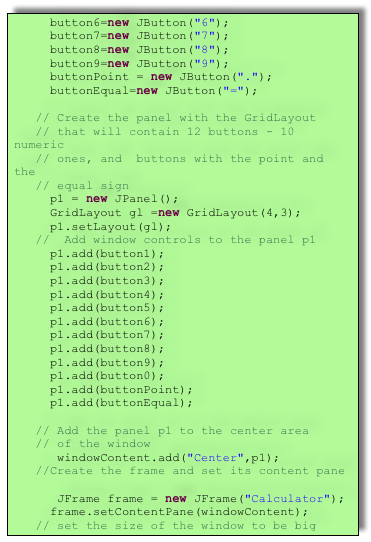 button6=new JButton("6");
button7=new JButton("7");
button8=new JButton("8");
button9=new JButton("9");
buttonPoint = new JButton(".");
buttonEqual=new JButton("=");
// Create the panel with the GridLayout
// that will contain 12 buttons - 10
numeric
// ones, and  buttons with the point and
the
// equal sign
p1 = new JPanel();
GridLayout gl =new GridLayout(4,3);
p1.setLayout(gl);
//  Add window controls to the panel p1
p1.add(button1);
p1.add(button2);
p1.add(button3);
p1.add(button4);
p1.add(button5);
p1.add(button6);
p1.add(button7);
p1.add(button8);
p1.add(button9);
p1.add(button0);
p1.add(buttonPoint);
p1.add(buttonEqual);
// Add the panel p1 to the center area
// of the window
windowContent.add("Center",p1);
//Create the frame and set its content pane
JFrame frame = new JFrame("Calculator");
frame.setContentPane(windowContent);
// set the size of the window to be big